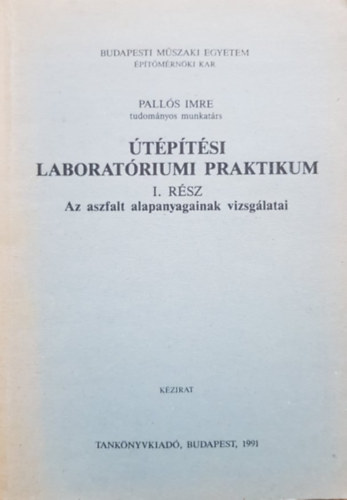 BUDAPESTI MŰSZAKI EGYETEM
ÉPÍTŐMÉRNÖKI KAR
PALLÓS IMRE
tudományos munkatárs
ÚTÉPÍTÉSI
LABORATÓRIUMI PRAKTIKUM
I. RÉSZ
Az aszfalt alapanyagainak vizsgálatai
KÉZIRAT
TANKÖNYVKIADÓ, BUDAPEST, 1991